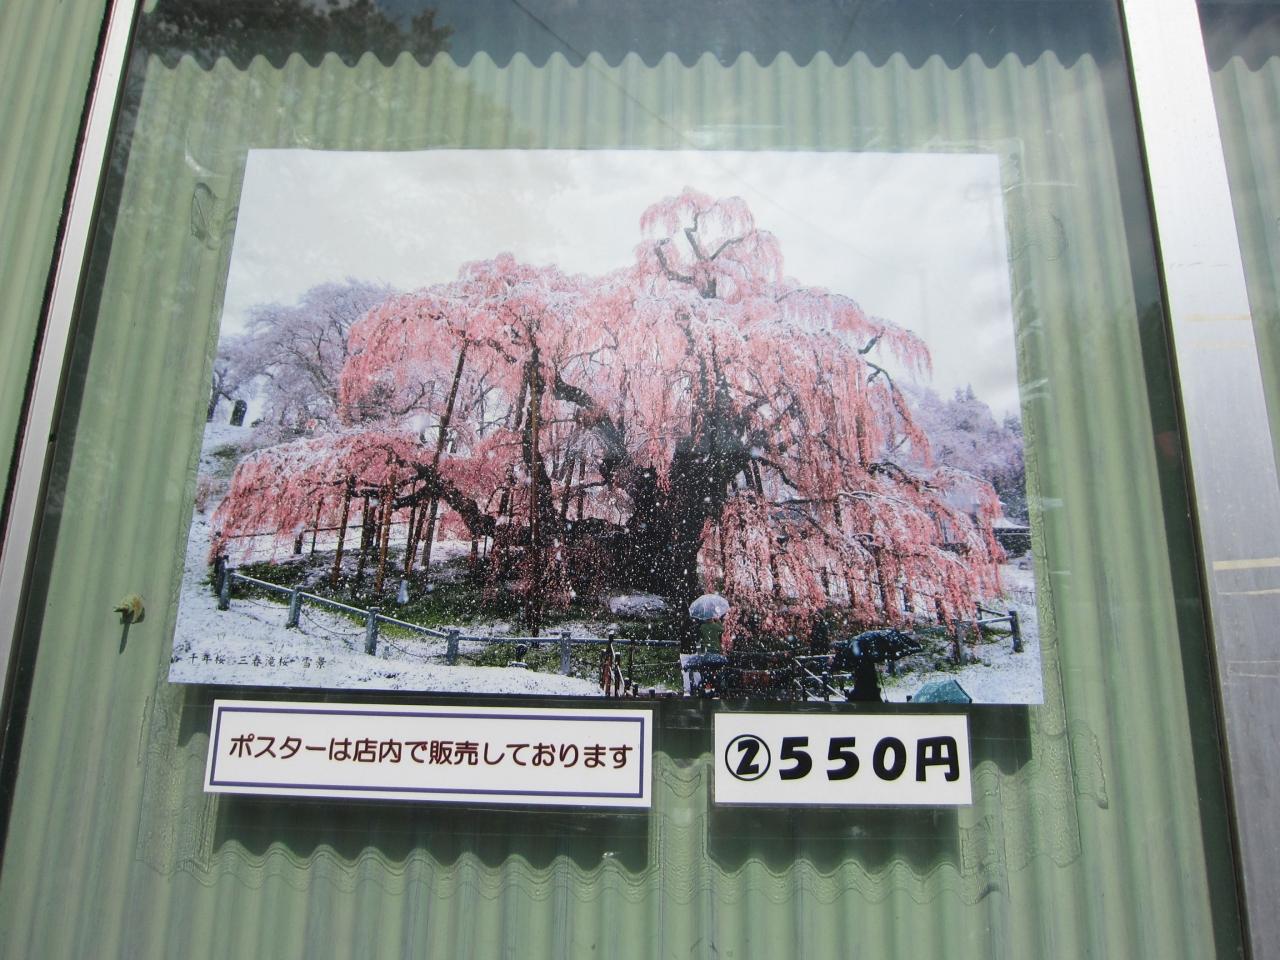 千年桜 三春滝桜 雪景
ポスターは店内で販売しております
②550円